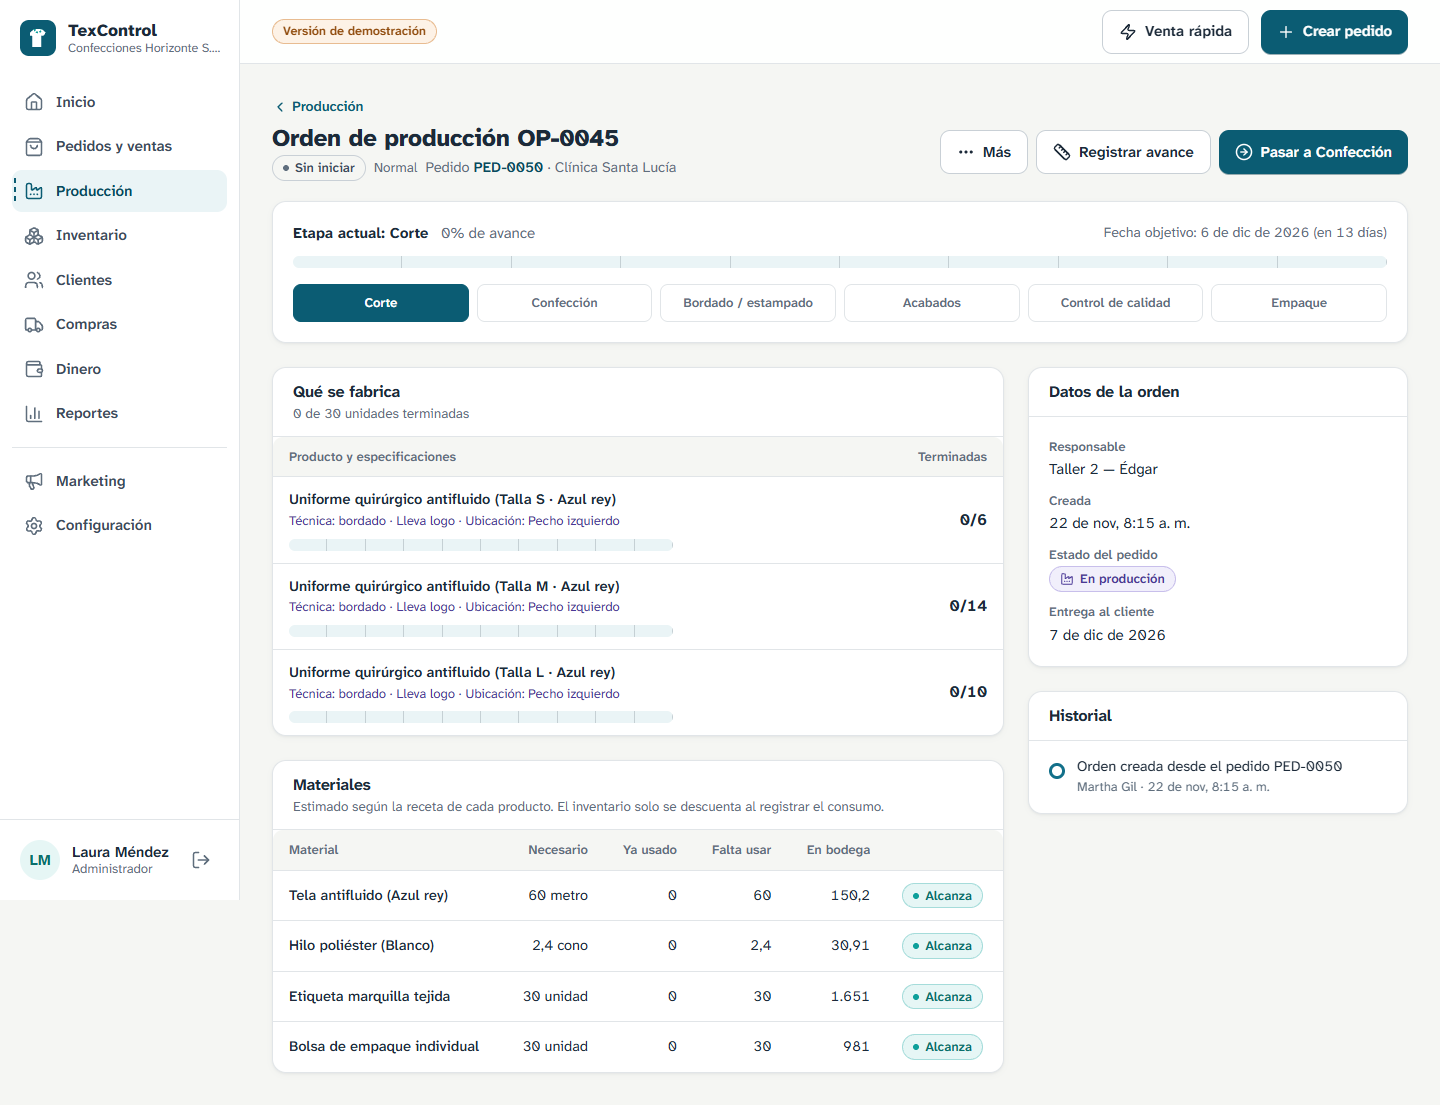 TexControl
Confecciones Horizonte S....
Inicio
Pedidos y ventas
Producción
Inventario
Clientes
Compras
Dinero
Reportes
Marketing
Configuración
LM
Laura Méndez
Administrador
Versión de demostración
Venta rápida
Crear pedido
Producción
Orden de producción OP-0045
Sin iniciar Normal Pedido PED-0050 · Clínica Santa Lucía
Más
Registrar avance
Pasar a Confección
Etapa actual: Corte 0% de avance
Fecha objetivo: 6 de dic de 2026 (en 13 días)
Corte
Confección
Bordado / estampado
Acabados
Control de calidad
Empaque
Qué se fabrica
0 de 30 unidades terminadas
Producto y especificaciones Terminadas
Uniforme quirúrgico antifluido (Talla S · Azul rey)
Técnica: bordado · Lleva logo · Ubicación: Pecho izquierdo
0/6
Uniforme quirúrgico antifluido (Talla M · Azul rey)
Técnica: bordado · Lleva logo · Ubicación: Pecho izquierdo
0/14
Uniforme quirúrgico antifluido (Talla L · Azul rey)
Técnica: bordado · Lleva logo · Ubicación: Pecho izquierdo
0/10
Materiales
Estimado según la receta de cada producto. El inventario solo se descuenta al registrar el consumo.
Material Necesario Ya usado Falta usar En bodega
Tela antifluido (Azul rey) 60 metro 0 60 150,2 Alcanza
Hilo poliéster (Blanco) 2,4 cono 0 2,4 30,91 Alcanza
Etiqueta marquilla tejida 30 unidad 0 30 1.651 Alcanza
Bolsa de empaque individual 30 unidad 0 30 981 Alcanza
Datos de la orden
Responsable
Taller 2 — Édgar
Creada
22 de nov, 8:15 a. m.
Estado del pedido
En producción
Entrega al cliente
7 de dic de 2026
Historial
Orden creada desde el pedido PED-0050
Martha Gil · 22 de nov, 8:15 a. m.